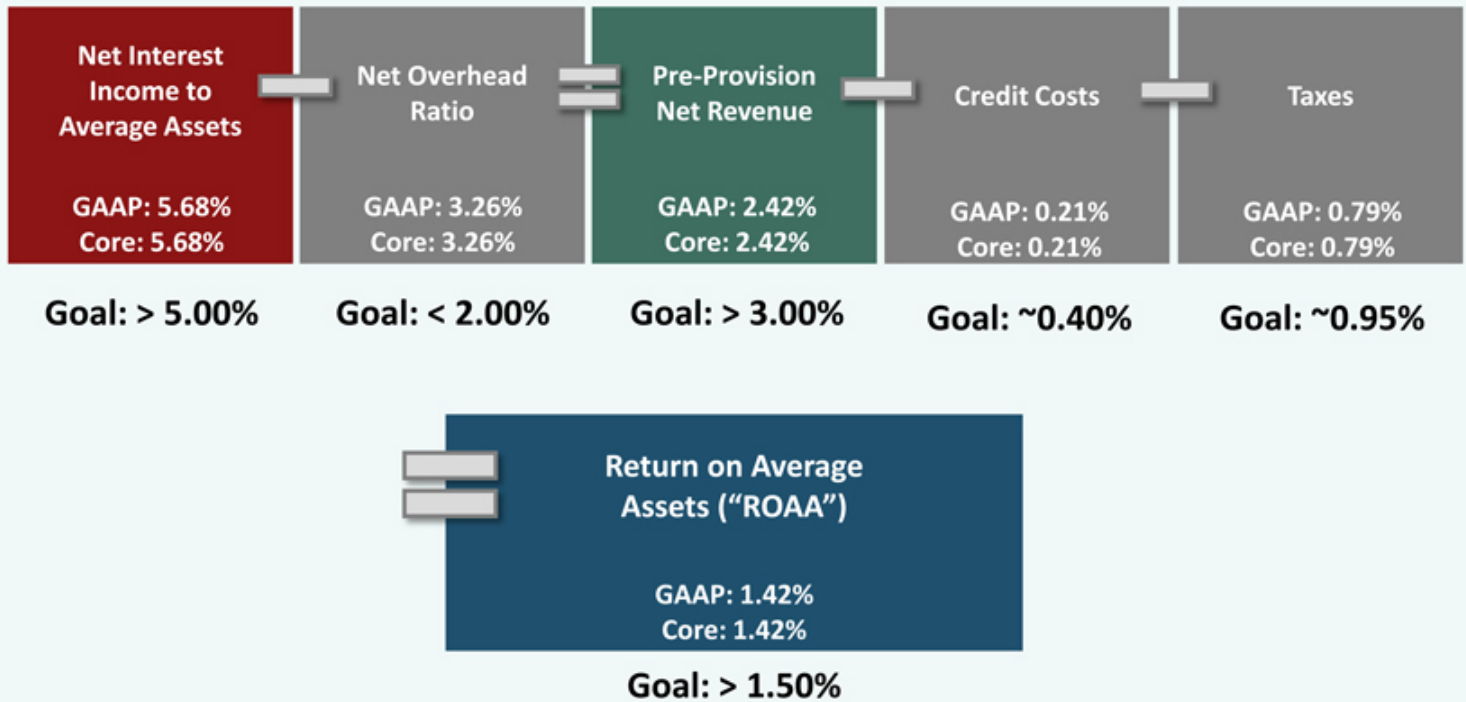 Net Interest
Income to
Average Assets
GAAP: 5.68%
Core: 5.68%
Goal: > 5.00%
Net Overhead
Ratio
GAAP: 3.26%
Core: 3.26%
Goal: < 2.00%
Pre-Provision
Net Revenue
GAAP: 2.42%
Core: 2.42%
Goal: > 3.00%
Credit Costs
GAAP: 0.21%
Core: 0.21%
Goal: ~0.40%
Taxes
GAAP: 0.79%
Core: 0.79%
Goal: ~0.95%
Return on Average
Assets (“ROAA”)
GAAP: 1.42%
Core: 1.42%
Goal: > 1.50%